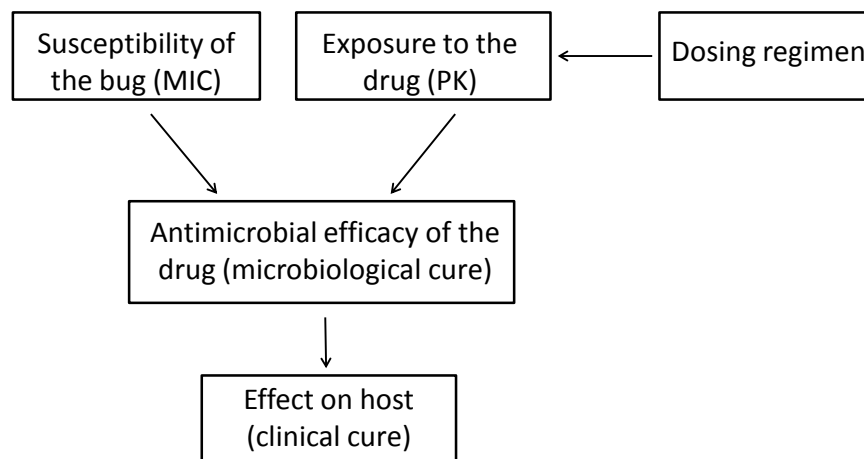 Susceptibility of
the bug (MIC)
Exposure to the
drug (PK)
Dosing regimen
Antimicrobial efficacy of the
drug (microbiological cure)
Effect on host
(clinical cure)